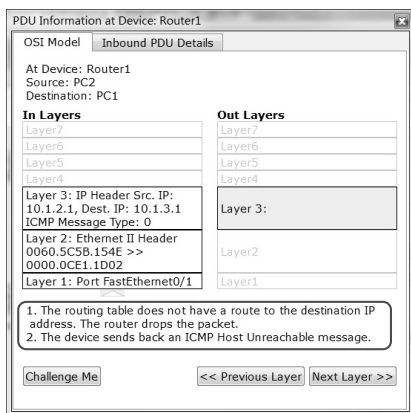 PDU Information at Device: Router1
OSI Model Inbound PDU Details
At Device: Router1
Source: PC2
Destination: PC1
In Layers Out Layers
Layer7 Layer7
Layer6 Layer6
Layer5 Layer5
Layer4 Layer4
Layer 3: IP Header Src. IP:
10.1.2.1, Dest. IP: 10.1.3.1
ICMP Message Type: 0
Layer 3:
Layer 2: Ethernet II Header
0060.5C5B.154E >>
0000.0CE1.1D02
Layer2
Layer 1: Port FastEthernet0/1 Layer1
1. The routing table does not have a route to the destination IP
address. The router drops the packet.
2. The device sends back an ICMP Host Unreachable message.
Challenge Me << Previous Layer Next Layer >>